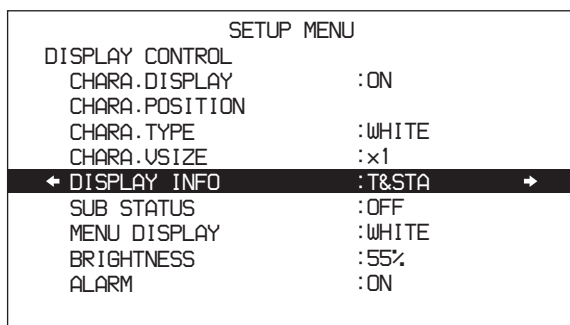 SETUP MENU
DISPLAY CONTROL
CHARA.DISPLAY :ON
CHARA.POSITION
CHARA.TYPE :WHITE
CHARA.VSIZE :×1
← DISPLAY INFO :T&STA →
SUB STATUS :OFF
MENU DISPLAY :WHITE
BRIGHTNESS :55%
ALARM :ON